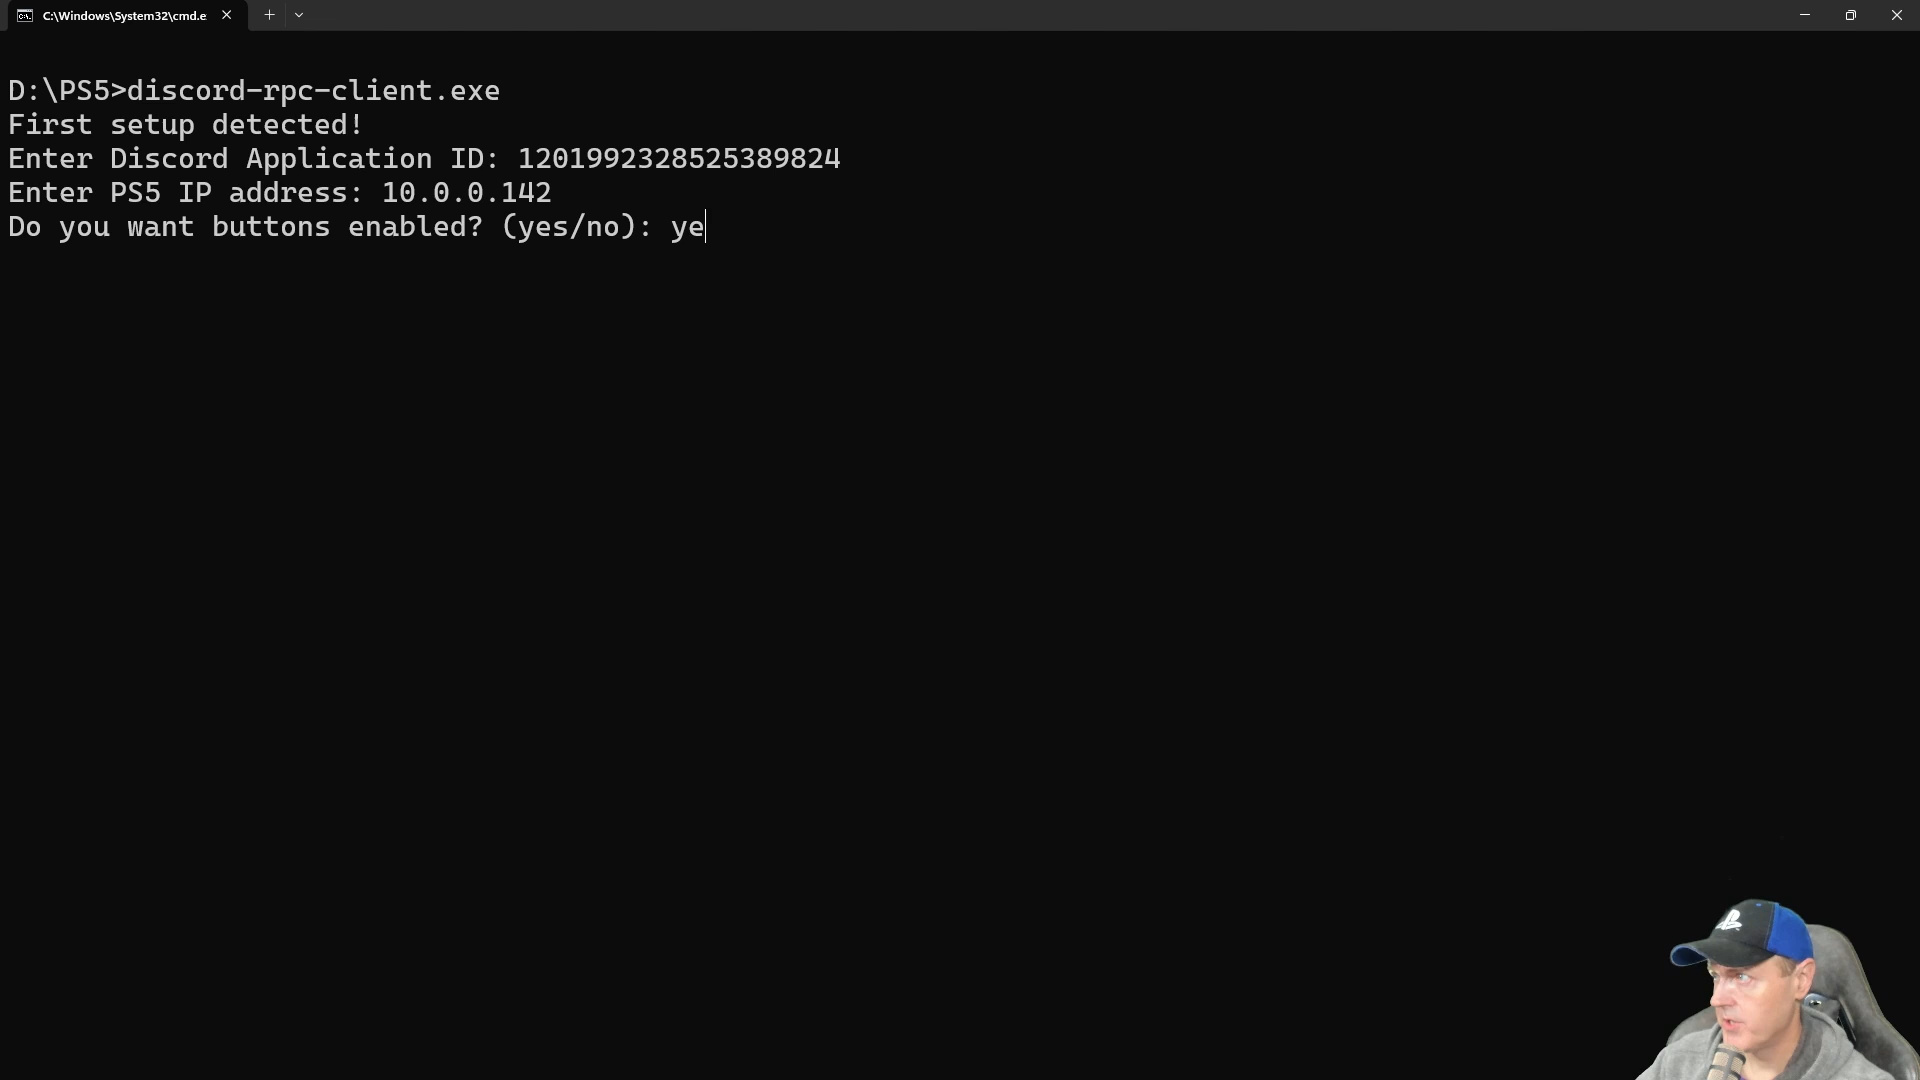 C:\Windows\System32\cmd.e
D:\PS5>discord-rpc-client.exe
First setup detected!
Enter Discord Application ID: 1201992328525389824
Enter PS5 IP address: 10.0.0.142
Do you want buttons enabled? (yes/no): ye